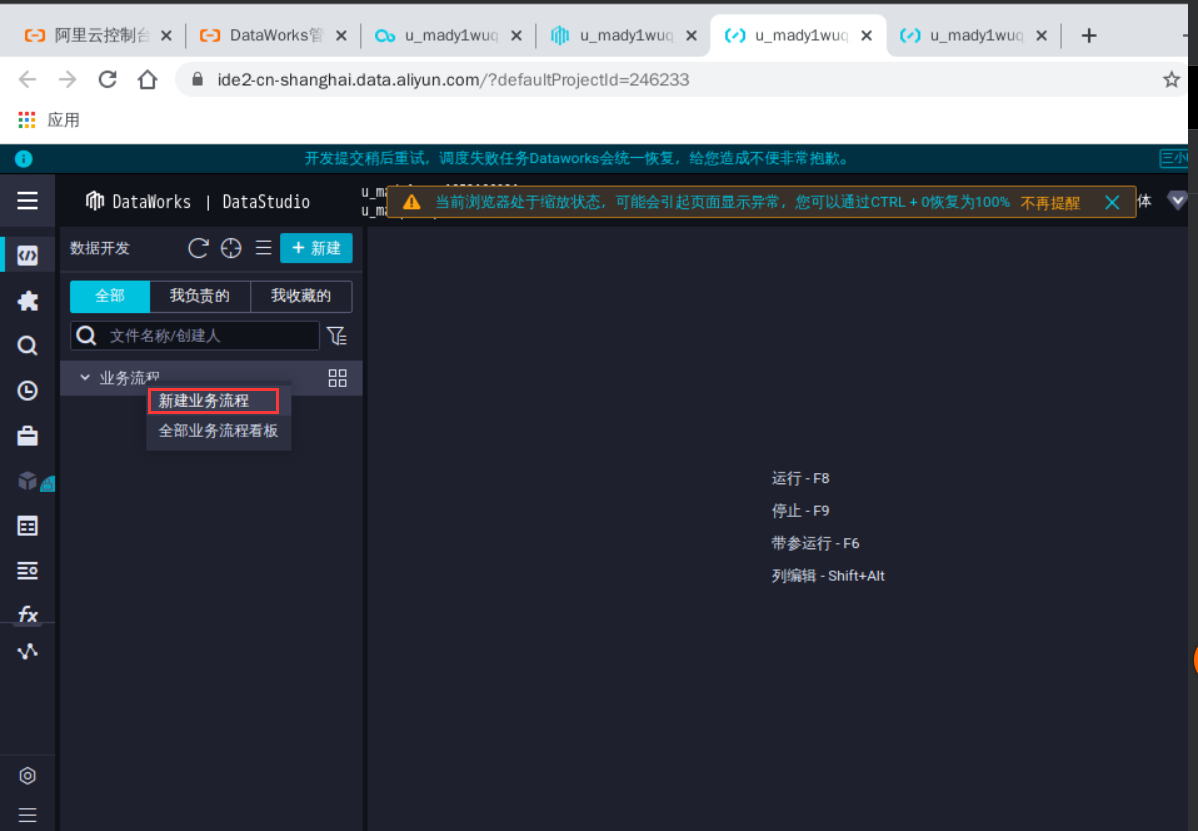 阿里云控制台
DataWorks管
u_mady1wuq
u_mady1wuq
u_mady1wuq
u_mady1wuq
ide2-cn-shanghai.data.aliyun.com/?defaultProjectId=246233
应用
开发提交稍后重试，调度失败任务Dataworks会统一恢复，给您造成不便非常抱歉。
DataWorks | DataStudio
当前浏览器处于缩放状态，可能会引起页面显示异常，您可以通过CTRL + 0恢复为100% 不再提醒
体
数据开发
+ 新建
全部 我负责的 我收藏的
文件名称/创建人
业务流程
新建业务流程
全部业务流程看板
运行 - F8
停止 - F9
带参运行 - F6
列编辑 - Shift+Alt
fx